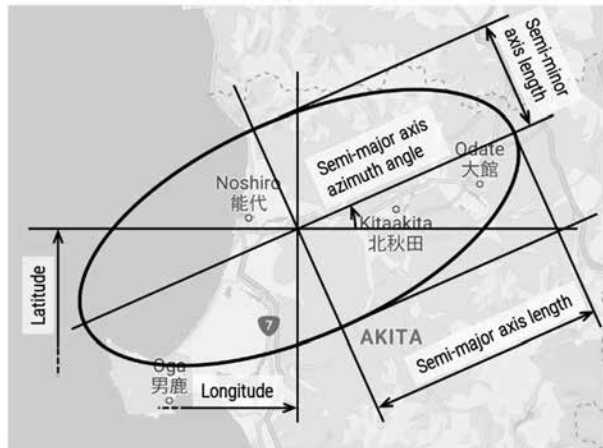 Semi-minor
axis length
Semi-major axis
azimuth angle
Odate
大館
Noshiro
能代
Kitaakita
北秋田
Latitude
7
AKITA
Semi-major axis length
Oga
男鹿
Longitude